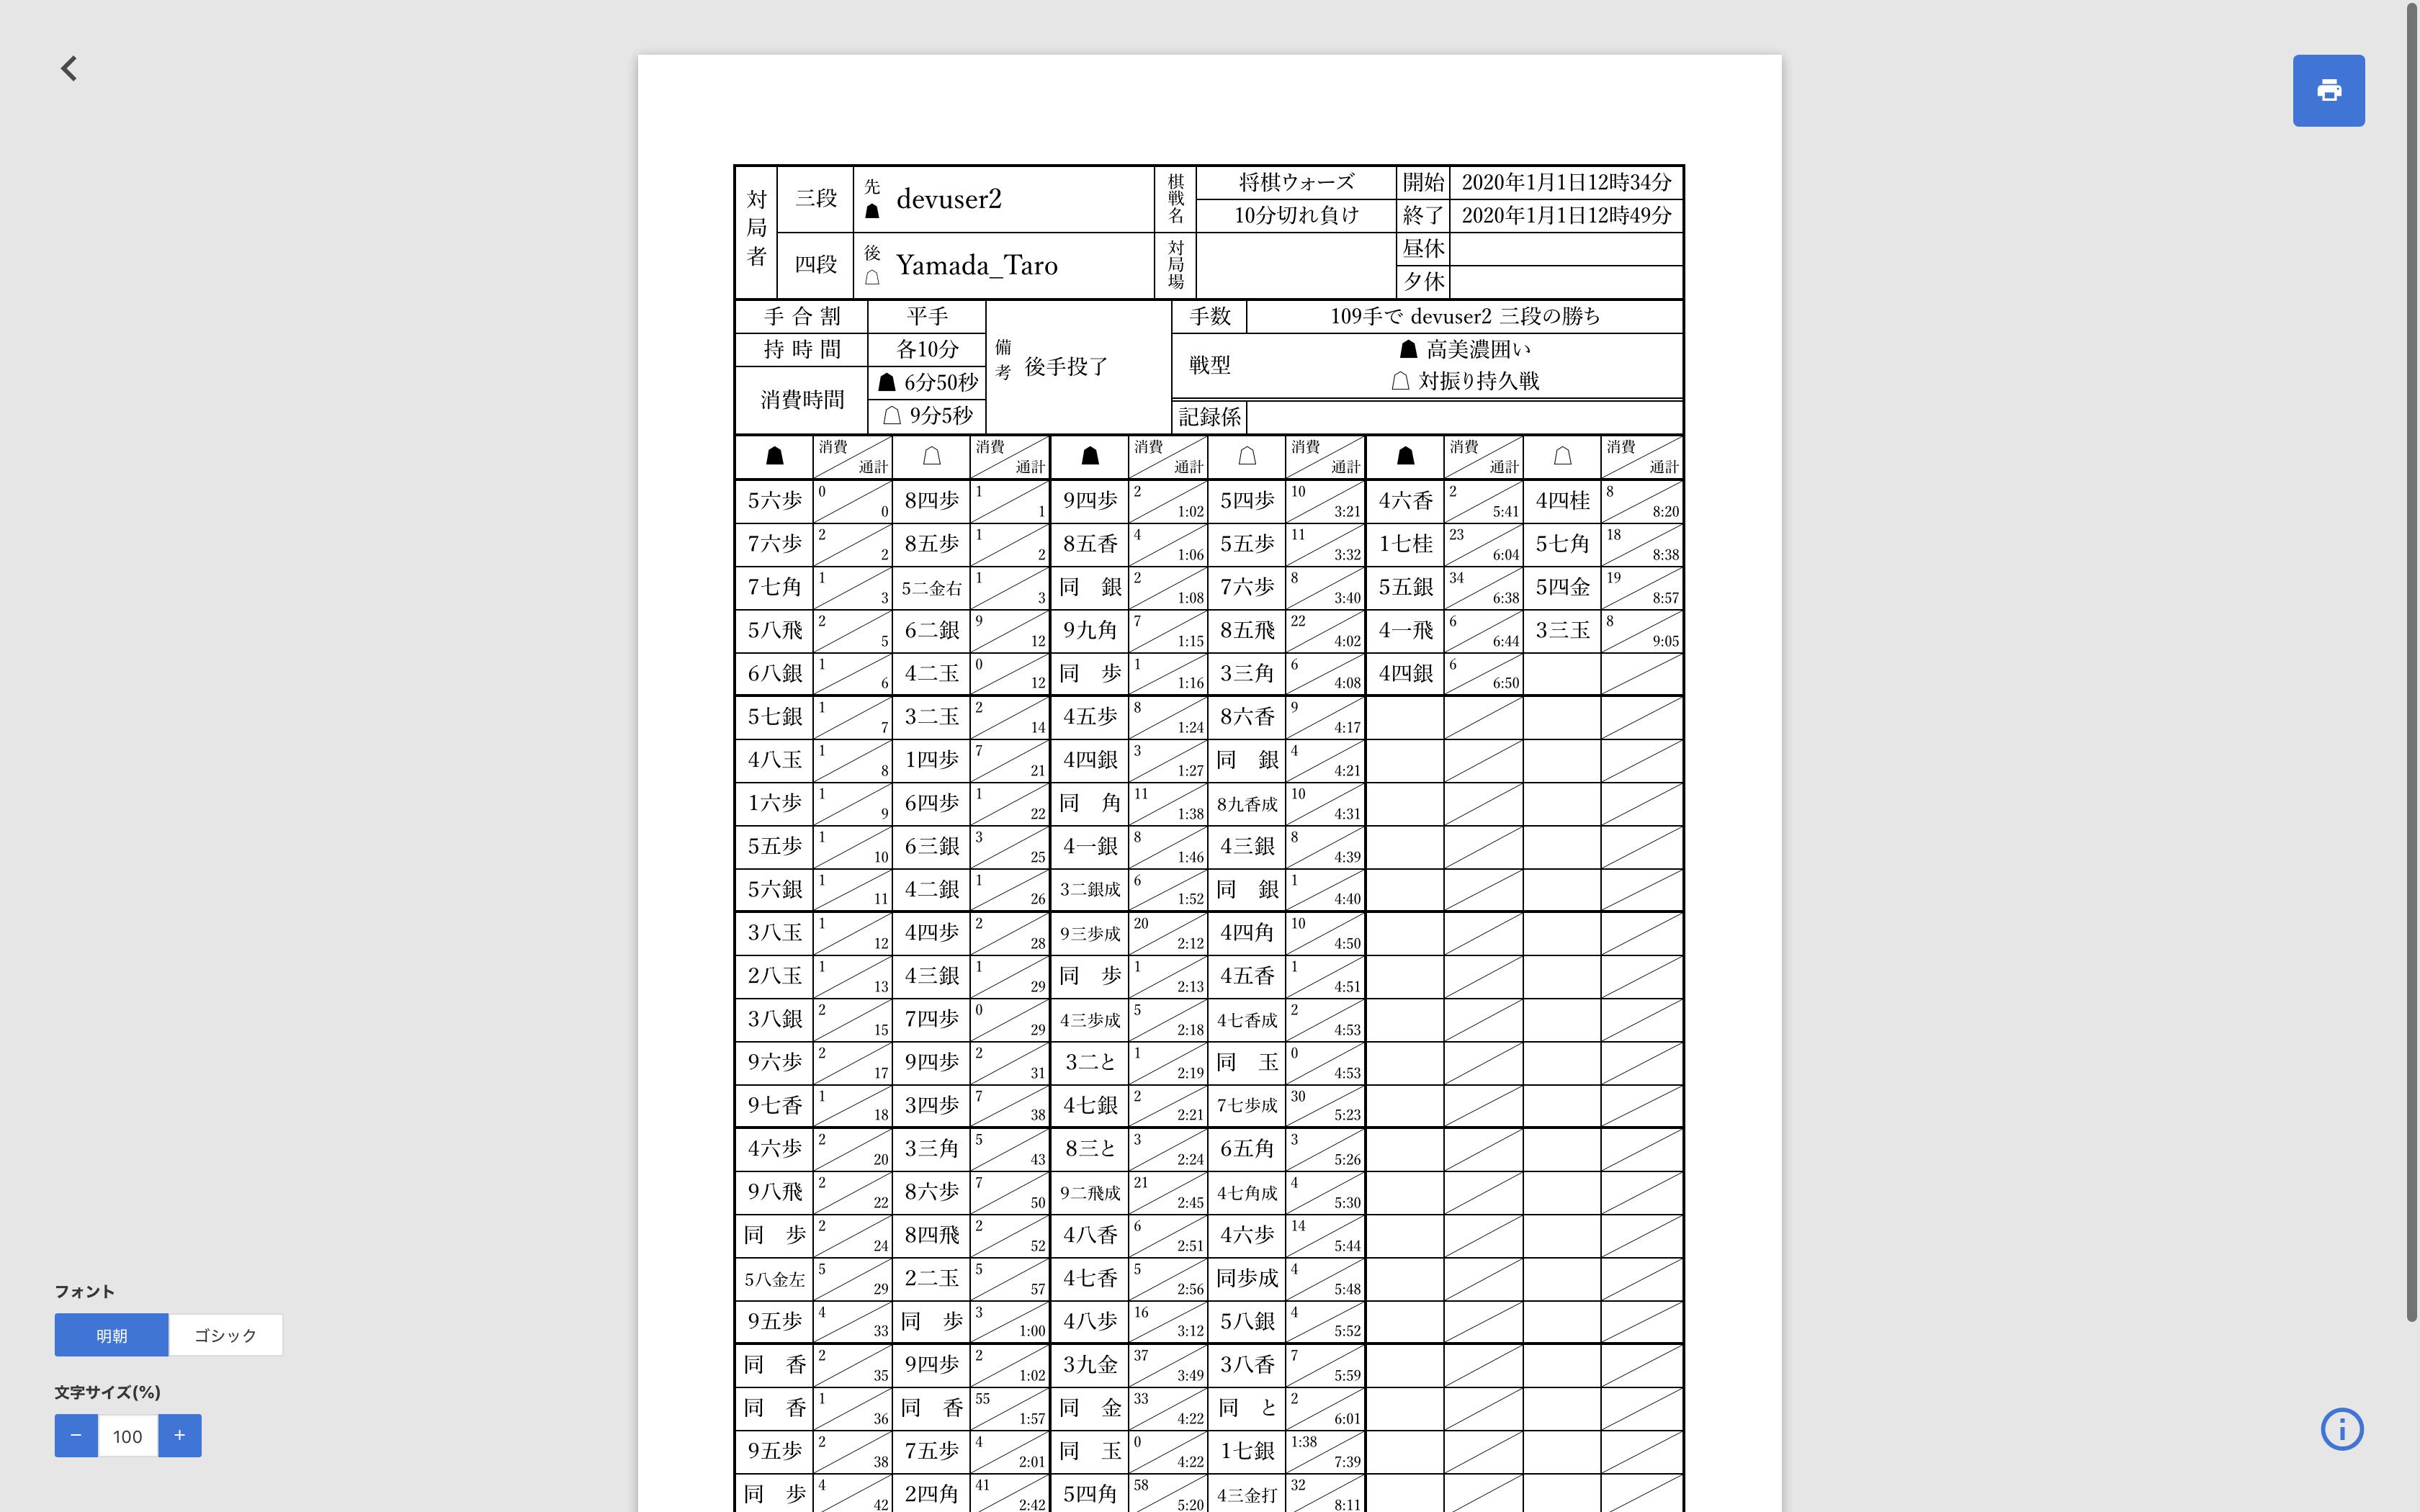 対局者 三段 先 devuser2 棋戦名 将棋ウォーズ 開始 2020年1月1日12時34分
10分切れ負け 終了 2020年1月1日12時49分
四段 後 Yamada_Taro 対局場 昼休
夕休
手合割 平手 備考 後手投了 手数 109手で devuser2 三段の勝ち
持時間 各10分 戦型 高美濃囲い
消費時間 6分50秒 対振り持久戦
9分5秒 記録係
消費 通計 消費 通計 消費 通計 消費 通計 消費 通計 消費 通計
5六歩 0 0 8四歩 1 1 9四歩 2 1:02 5四歩 10 3:21 4六香 2 5:41 4四桂 8 8:20
7六歩 2 2 8五歩 1 2 8五香 4 1:06 5五歩 11 3:32 1七桂 23 6:04 5七角 18 8:38
7七角 1 3 5二金右 1 3 同 銀 2 1:08 7六歩 8 3:40 5五銀 34 6:38 5四金 19 8:57
5八飛 2 5 6二銀 9 12 9九角 7 1:15 8五飛 22 4:02 4一飛 6 6:44 3三玉 8 9:05
6八銀 1 6 4二玉 0 12 同 歩 1 1:16 3三角 6 4:08 4四銀 6 6:50
5七銀 1 7 3二玉 2 14 4五歩 8 1:24 8六香 9 4:17
4八玉 1 8 1四歩 7 21 4四銀 3 1:27 同 銀 4 4:21
1六歩 1 9 6四歩 1 22 同 角 11 1:38 8九香成 10 4:31
5五歩 1 10 6三銀 3 25 4一銀 8 1:46 4三銀 8 4:39
5六銀 1 11 4二銀 1 26 3二銀成 6 1:52 同 銀 1 4:40
3八玉 1 12 4四歩 2 28 9三歩成 20 2:12 4四角 10 4:50
2八玉 1 13 4三銀 1 29 同 歩 1 2:13 4五香 1 4:51
3八銀 2 15 7四歩 0 29 4三歩成 5 2:18 4七香成 2 4:53
9六歩 2 17 9四歩 2 31 3二と 1 2:19 同 玉 0 4:53
9七香 1 18 3四歩 7 38 4七銀 2 2:21 7七歩成 30 5:23
4六歩 2 20 3三角 5 43 8三と 3 2:24 6五角 3 5:26
9八飛 2 22 8六歩 7 50 9二飛成 21 2:45 4七角成 4 5:30
同 歩 2 24 8四飛 2 52 4八香 6 2:51 4六歩 14 5:44
5八金左 5 29 2二玉 5 57 4七香 5 2:56 同歩成 4 5:48
9五歩 4 33 同 歩 3 1:00 4八歩 16 3:12 5八銀 4 5:52
同 香 2 35 9四歩 2 1:02 3九金 37 3:49 3八香 7 5:59
同 香 1 36 同 香 55 1:57 同 金 33 4:22 同 と 2 6:01
9五歩 2 38 7五歩 4 2:01 同 玉 0 4:22 1七銀 1:38 7:39
同 歩 4 42 2四角 41 2:42 5四角 58 5:20 4三金打 32 8:11
フォント
明朝 ゴシック
文字サイズ(%)
− 100 +